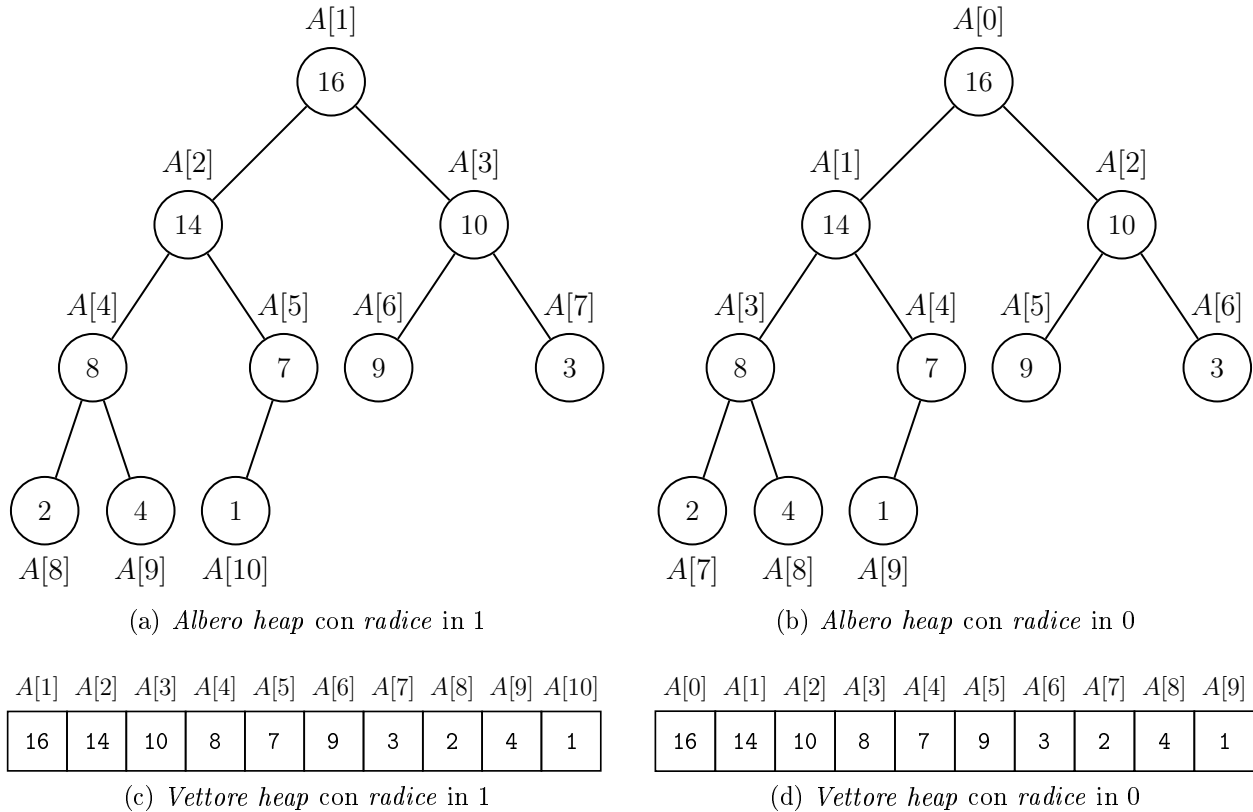 A[1] A[0]
16 16
A[2] A[3] A[1] A[2]
14 10 14 10
A[4] A[5] A[6] A[7] A[3] A[4] A[5] A[6]
8 7 9 3 8 7 9 3
2 4 1 2 4 1
A[8] A[9] A[10] A[7] A[8] A[9]
(a) Albero heap con radice in 1
(b) Albero heap con radice in 0
A[1] A[2] A[3] A[4] A[5] A[6] A[7] A[8] A[9] A[10]
16 14 10 8 7 9 3 2 4 1
(c) Vettore heap con radice in 1
A[0] A[1] A[2] A[3] A[4] A[5] A[6] A[7] A[8] A[9]
16 14 10 8 7 9 3 2 4 1
(d) Vettore heap con radice in 0